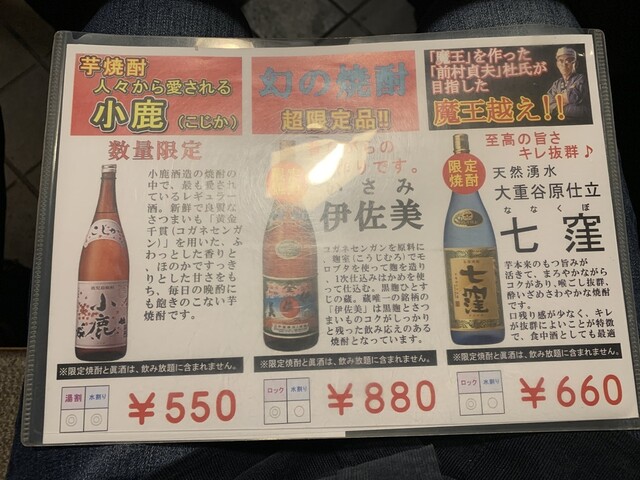 芋焼酎
人々から愛される
小鹿（こじか）
数量限定
小鹿酒造の焼酎の
中で、最も愛され
ているレギュラー
酒。新鮮で良質な
さつまいも「黄金
千貫（コガネセンガ
ン）」を用いた、ふ
わっとした香りと
、ほのかですっき
りとした甘さをも
ち、毎日の晩酌に
も飽きのこない芋
焼酎です。
こじか
小鹿
※限定焼酎と眞酒は、飲み放題に含まれません。
湯割
水割り
◎
◎
￥550
幻の焼酎
超限定品!!
りです。
さみ
伊佐美
コガネセンガンを原料に
、麹室（こうじむろ）でモ
ロブタを使って麹を造り
、1次仕込みはかめを使
って仕込む。黒麹ひとす
じの蔵。蔵唯一の銘柄の
「伊佐美」は黒麹とさつ
まいものコクがしっかり
と残った飲み応えのある
焼酎となっています。
※限定焼酎と眞酒は、飲み放題に含まれません。
ロック
水割り
◎
○
￥880
「魔王」を作った
「前村貞夫」杜氏が
目指した
魔王越え!!
限定
焼酎
至高の旨さ
キレ抜群♪
天然湧水
大重谷原仕立
ななくぼ
七窪
七窪
芋本来のもつ旨みが
活きて、まろやかながら
コクがあり、喉ごし抜群、
酔いざめさわやかな焼酎
です。
口残り感が少なく、キレ
が抜群によいことが特徴
で、食中酒としても最適
※限定焼酎と眞酒は、飲み放題に含まれません。
ロック
水割り
○
◎
￥660